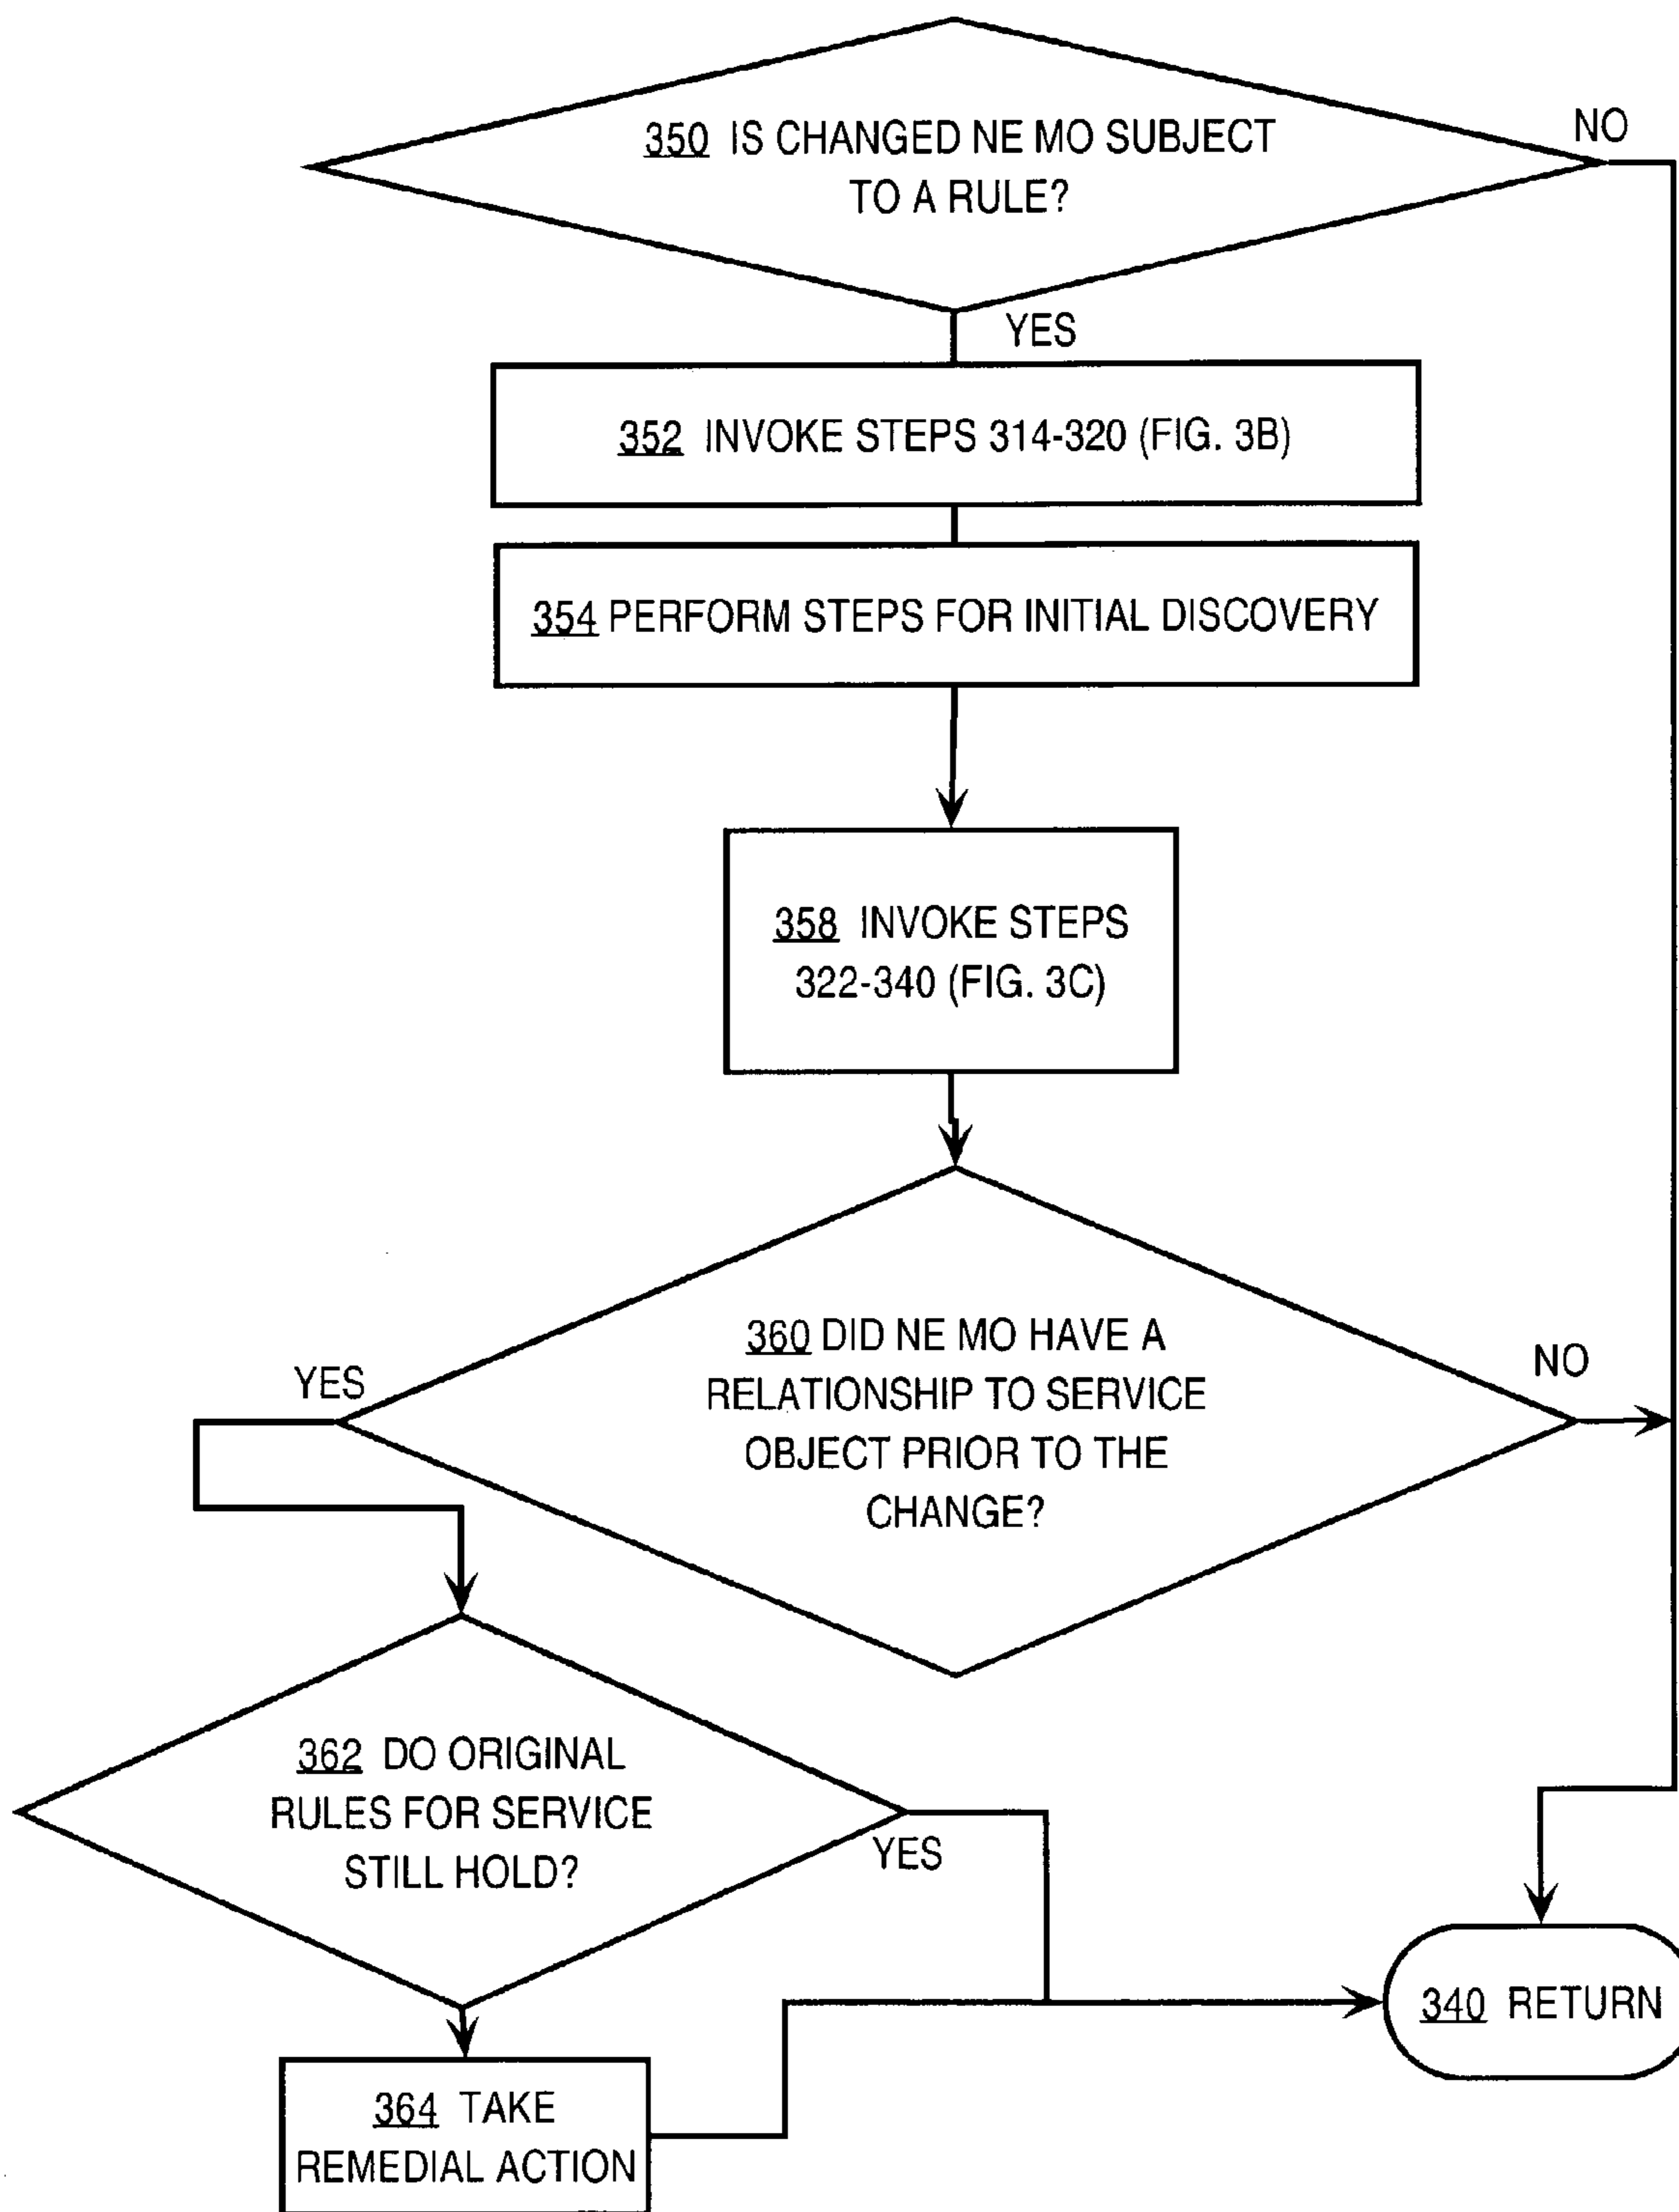 350 IS CHANGED NE MO SUBJECT
TO A RULE?
NO
YES
352 INVOKE STEPS 314-320 (FIG. 3B)
354 PERFORM STEPS FOR INITIAL DISCOVERY
358 INVOKE STEPS
322-340 (FIG. 3C)
360 DID NE MO HAVE A
RELATIONSHIP TO SERVICE
OBJECT PRIOR TO THE
CHANGE?
YES
NO
362 DO ORIGINAL
RULES FOR SERVICE
STILL HOLD?
YES
340 RETURN
364 TAKE
REMEDIAL ACTION